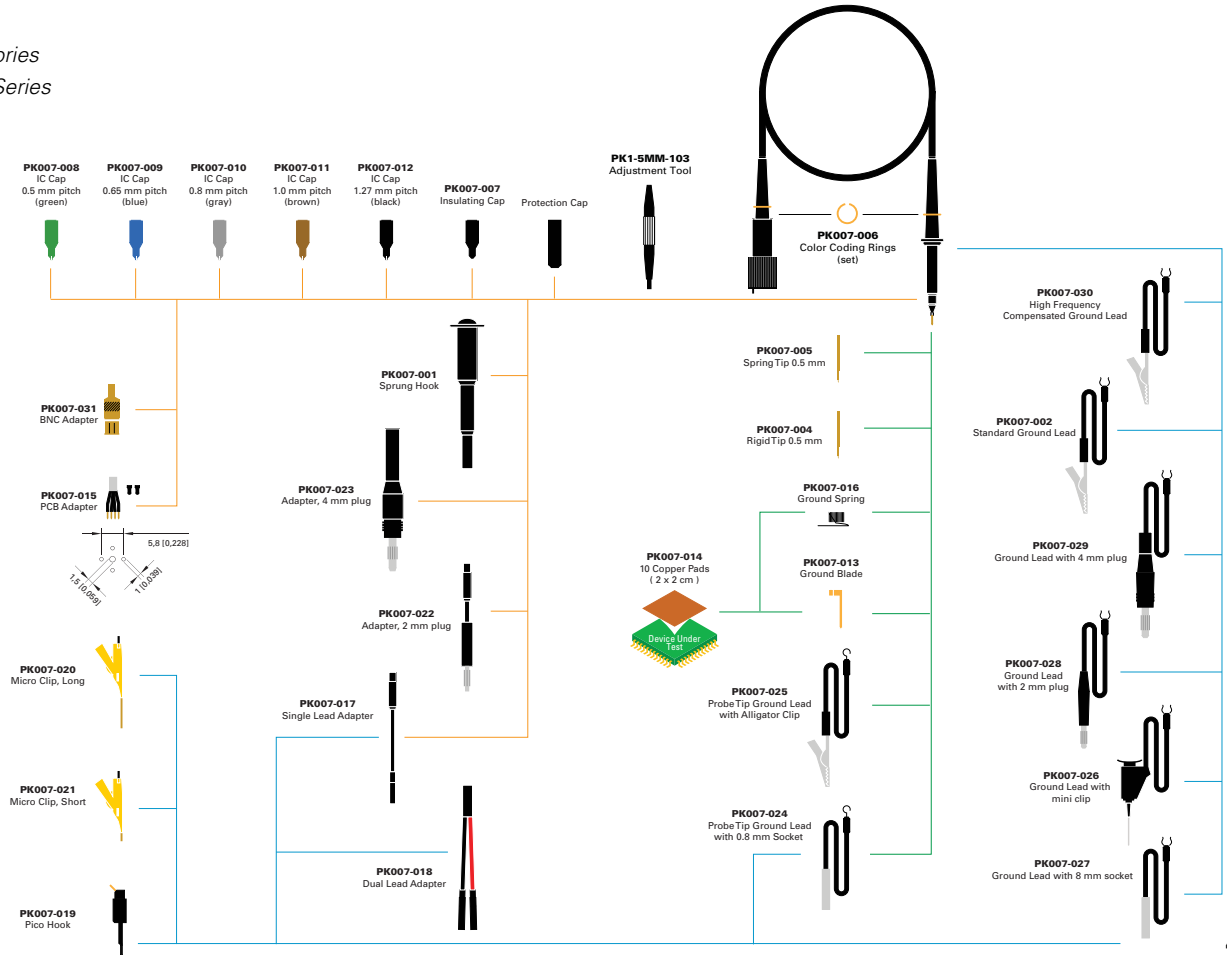 ories
Series
PK007-008
IC Cap
0.5 mm pitch
(green)
PK007-009
IC Cap
0.65 mm pitch
(blue)
PK007-010
IC Cap
0.8 mm pitch
(gray)
PK007-011
IC Cap
1.0 mm pitch
(brown)
PK007-012
IC Cap
1.27 mm pitch
(black)
PK007-007
Insulating Cap
Protection Cap
PK1-5MM-103
Adjustment Tool
PK007-006
Color Coding Rings
(set)
PK007-031
BNC Adapter
PK007-015
PCB Adapter
5,8 [0,228]
1,5 [0,059]
1 [0,039]
PK007-020
Micro Clip, Long
PK007-021
Micro Clip, Short
PK007-019
Pico Hook
PK007-001
Sprung Hook
PK007-023
Adapter, 4 mm plug
PK007-022
Adapter, 2 mm plug
PK007-017
Single Lead Adapter
PK007-018
Dual Lead Adapter
PK007-005
Spring Tip 0.5 mm
PK007-004
Rigid Tip 0.5 mm
PK007-016
Ground Spring
PK007-014
10 Copper Pads
( 2 x 2 cm )
Device Under
Test
PK007-013
Ground Blade
PK007-025
Probe Tip Ground Lead
with Alligator Clip
PK007-024
Probe Tip Ground Lead
with 0.8 mm Socket
PK007-030
High Frequency
Compensated Ground Lead
PK007-002
Standard Ground Lead
PK007-029
Ground Lead with 4 mm plug
PK007-028
Ground Lead
with 2 mm plug
PK007-026
Ground Lead with
mini clip
PK007-027
Ground Lead with 8 mm socket